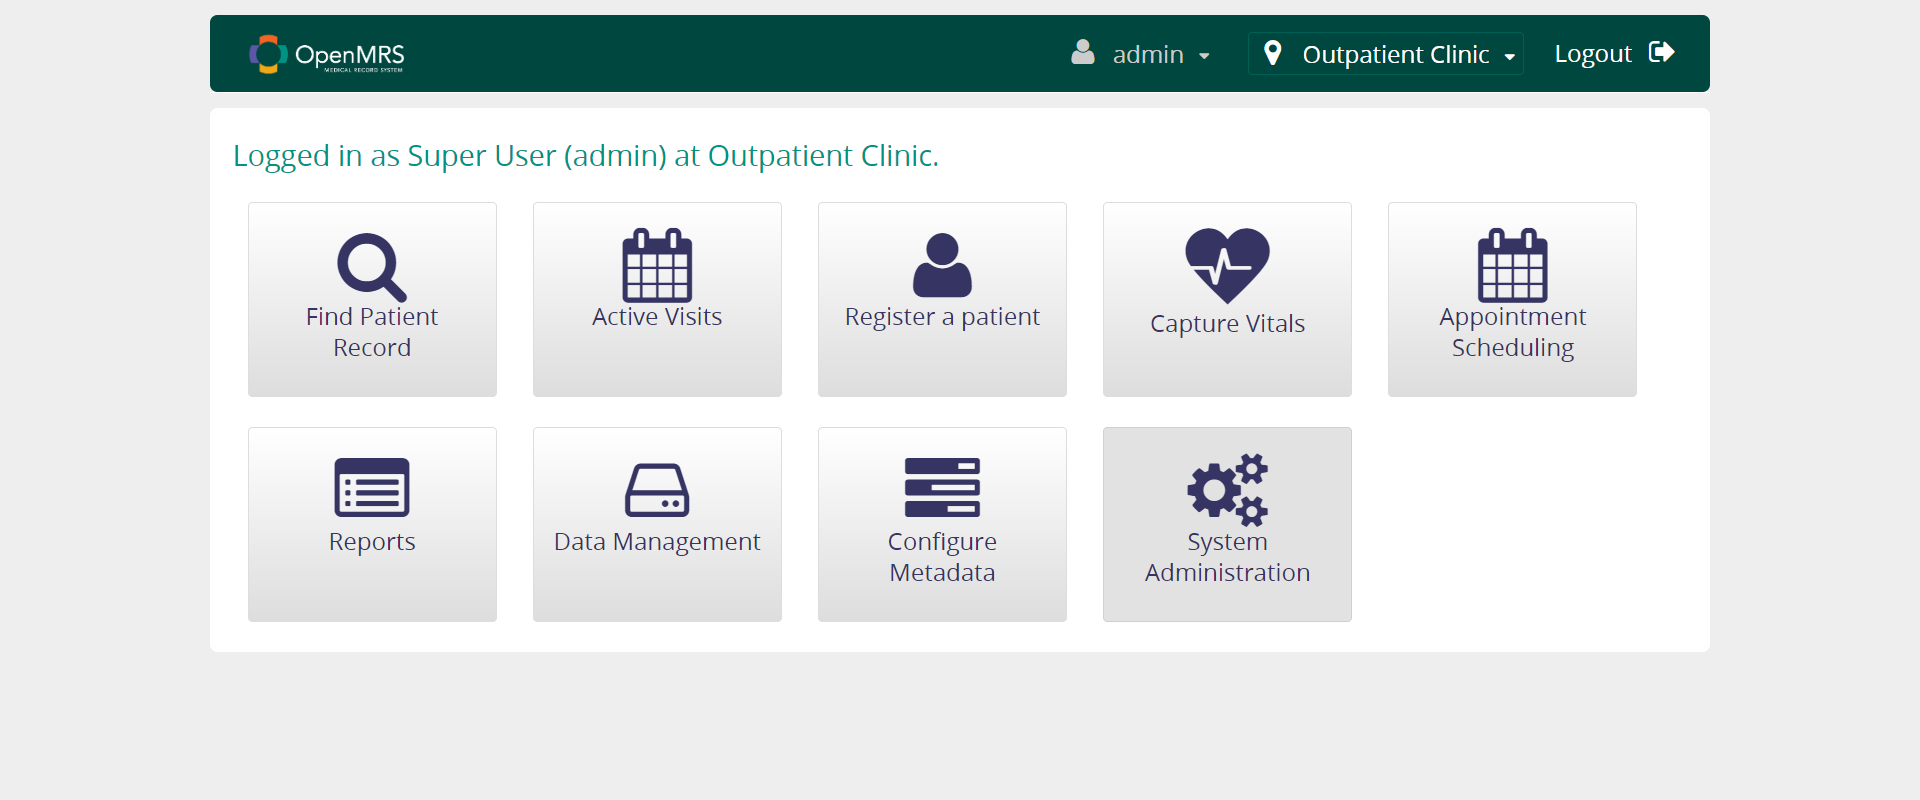 OpenMRS
MEDICAL RECORD SYSTEM
admin
Outpatient Clinic
Logout
Logged in as Super User (admin) at Outpatient Clinic.
Find Patient
Record
Active Visits
Register a patient
Capture Vitals
Appointment
Scheduling
Reports
Data Management
Configure
Metadata
System
Administration